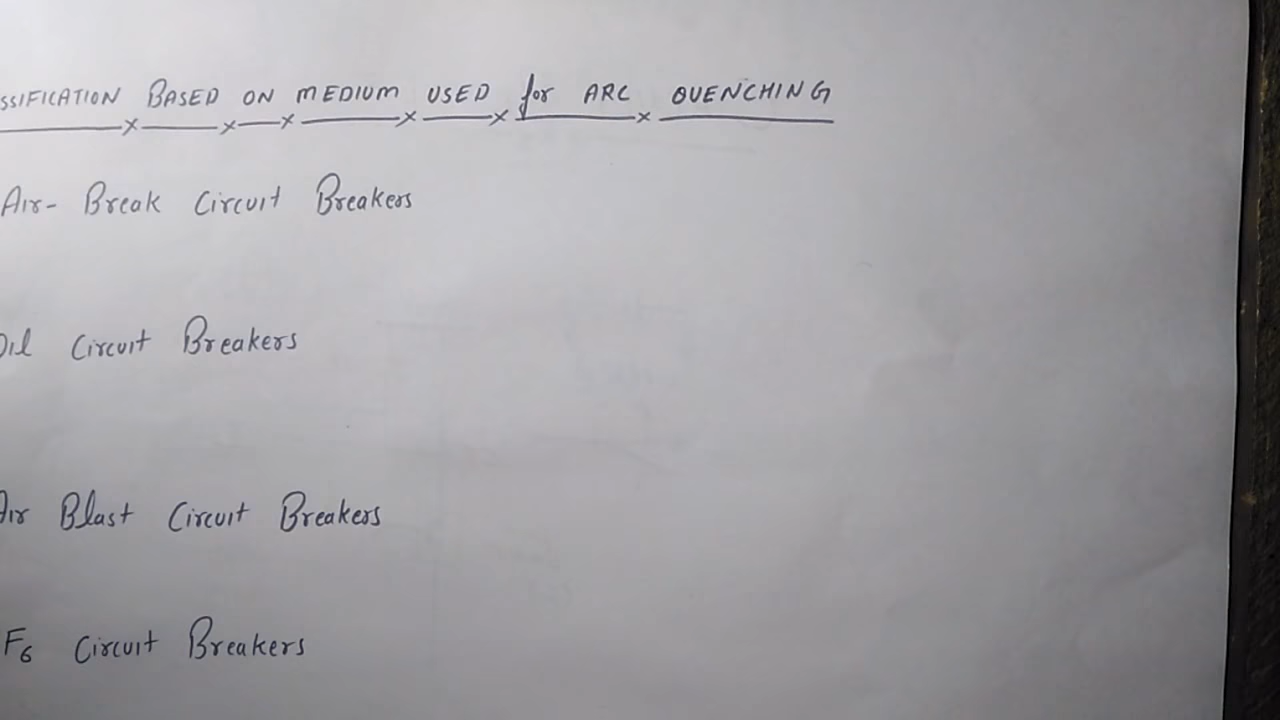 SSIFICATION BASED ON MEDIUM USED for ARC QUENCHING
Air- Break Circuit Breakers
Oil Circuit Breakers
Air Blast Circuit Breakers
F6 Circuit Breakers